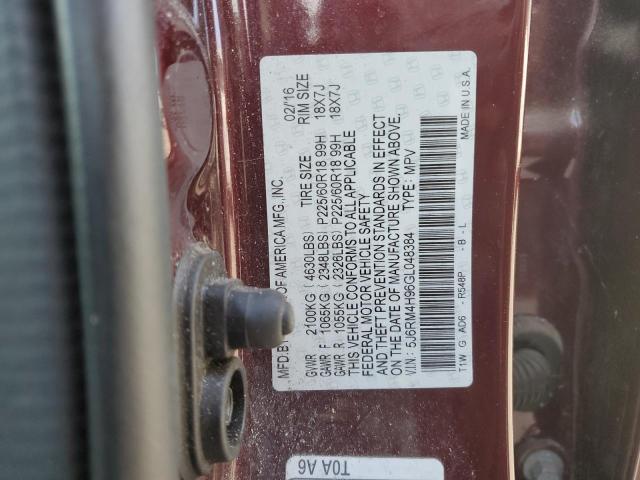 MFD.BY OF AMERICA MFG.,INC. 02/16
TIRE SIZE RIM SIZE
GVWR 2100KG 4630LBS
GAWR F 1065KG ( 2348LBS) P225/60R18 99H 18X7J
GAWR R 1055KG ( 2326LBS) P225/60R18 99H 18X7J
THIS VEHICLE CONFORMS TO ALL APPLICABLE
FEDERAL MOTOR VEHICLE SAFETY
AND THEFT PREVENTION STANDARDS IN EFFECT
ON THE DATE OF MANUFACTURE SHOWN ABOVE.
V.I.N.: 5J6RM4H96GL048384 TYPE: MPV
T1W G: A06 - R548P - B - L MADE IN U.S.A.
T0A A6